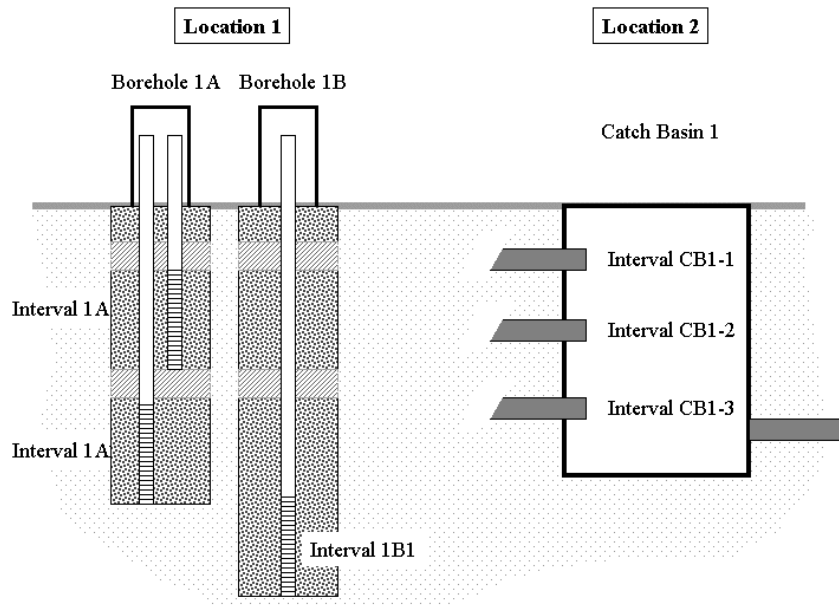 Location 1
Location 2
Borehole 1A
Borehole 1B
Catch Basin 1
Interval CB1-1
Interval 1A
Interval CB1-2
Interval CB1-3
Interval 1A
Interval 1B1